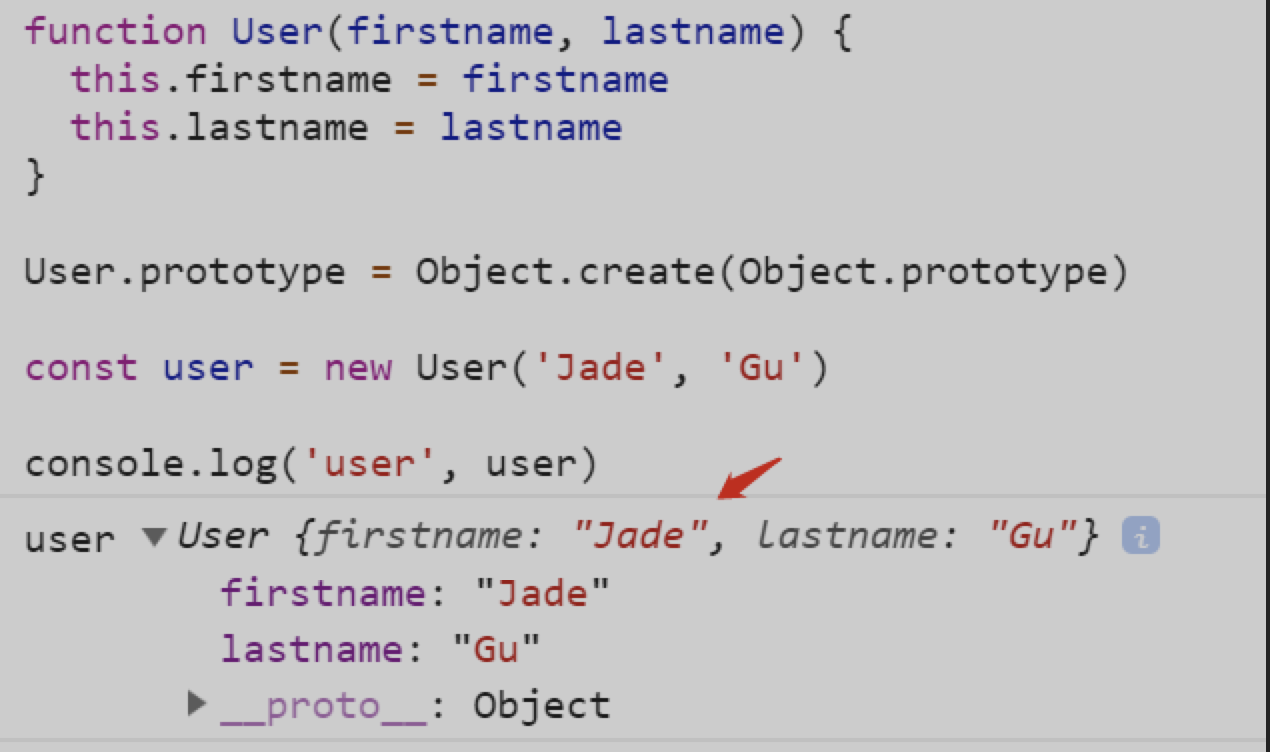 function User(firstname, lastname) {
  this.firstname = firstname
  this.lastname = lastname
}
User.prototype = Object.create(Object.prototype)
const user = new User('Jade', 'Gu')
console.log('user', user)
user ▼User {firstname: "Jade", lastname: "Gu"} i
firstname: "Jade"
lastname: "Gu"
▶__proto__: Object